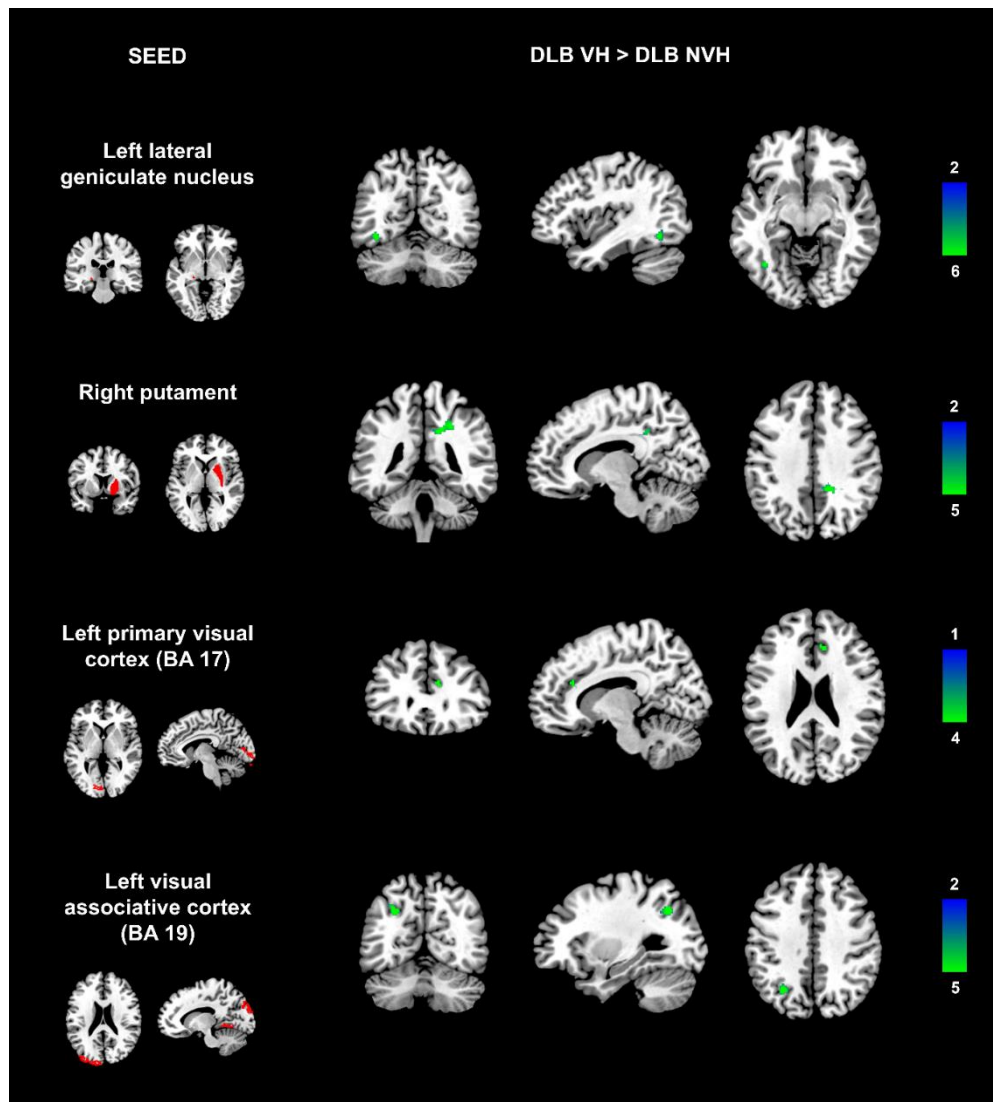 SEED
DLB VH > DLB NVH
Left lateral
geniculate nucleus
2
6
Right putament
2
5
Left primary visual
cortex (BA 17)
1
4
Left visual
associative cortex
(BA 19)
2
5